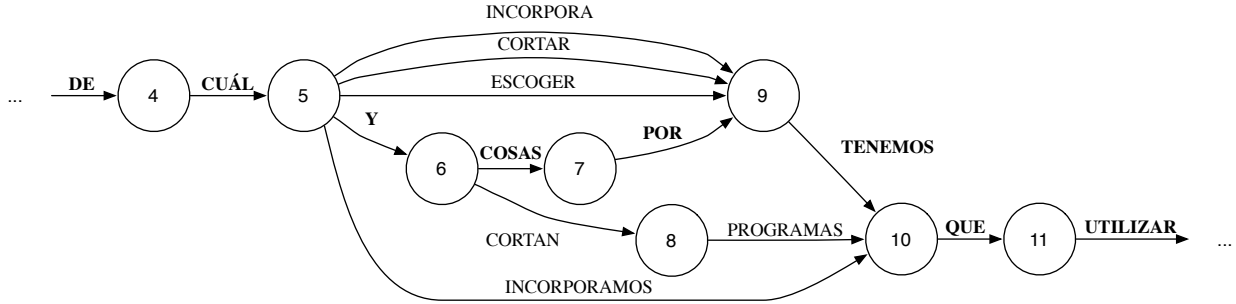 INCORPORA
CORTAR
ESCOGER
... DE 4 CUÁL 5 9
Y
COSAS POR TENEMOS
6 7
CORTAN 8 PROGRAMAS 10 QUE 11 UTILIZAR ...
INCORPORAMOS